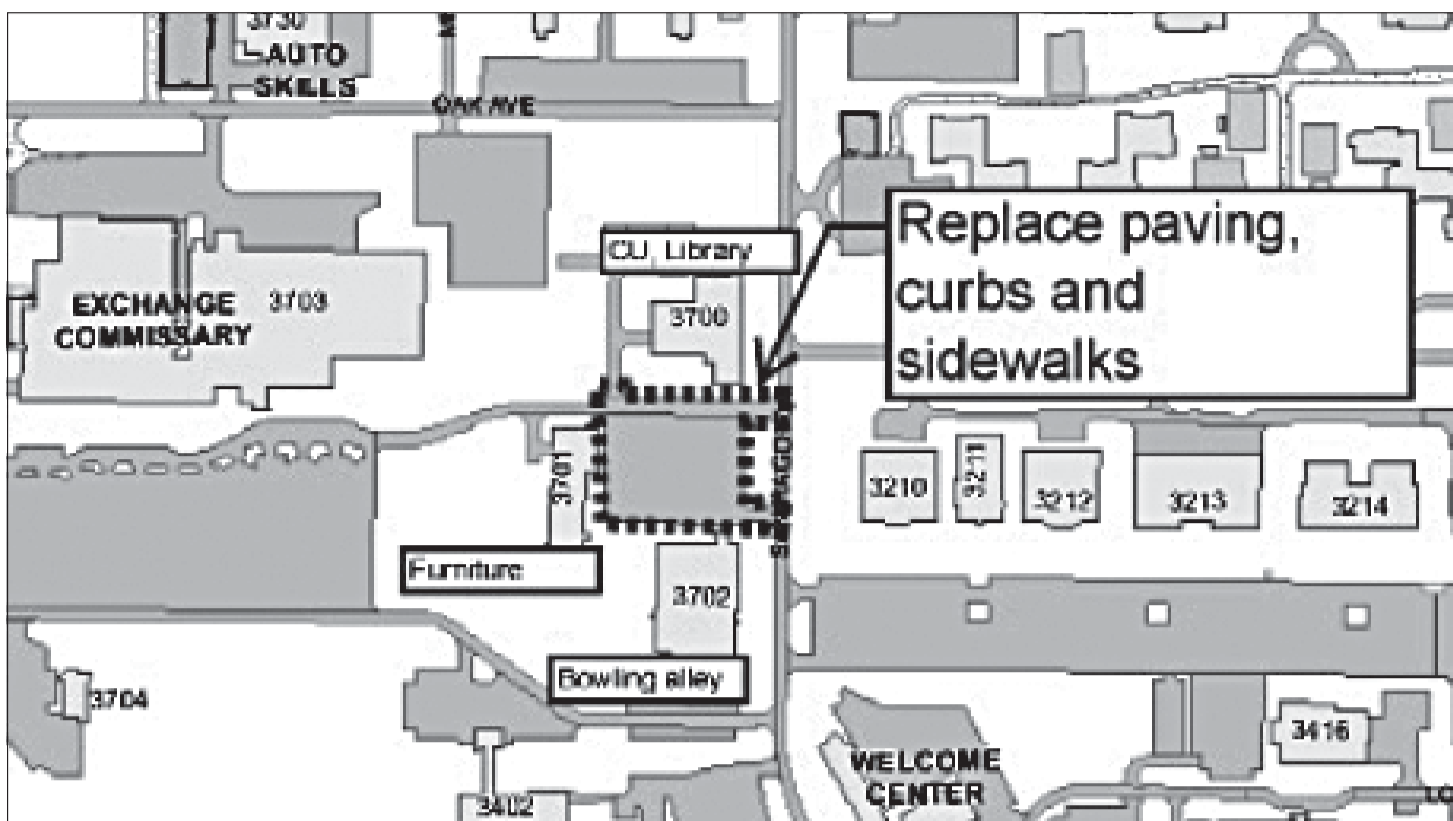 3730
AUTO
SKILLS
OAK AVE
CU, Library
Replace paving,
curbs and
sidewalks
EXCHANGE
COMMISSARY
3703
3700
3701
3210
3211
3212
3213
3214
Furniture
3702
Bowling alley
3704
WELCOME
CENTER
3416
3402
LO